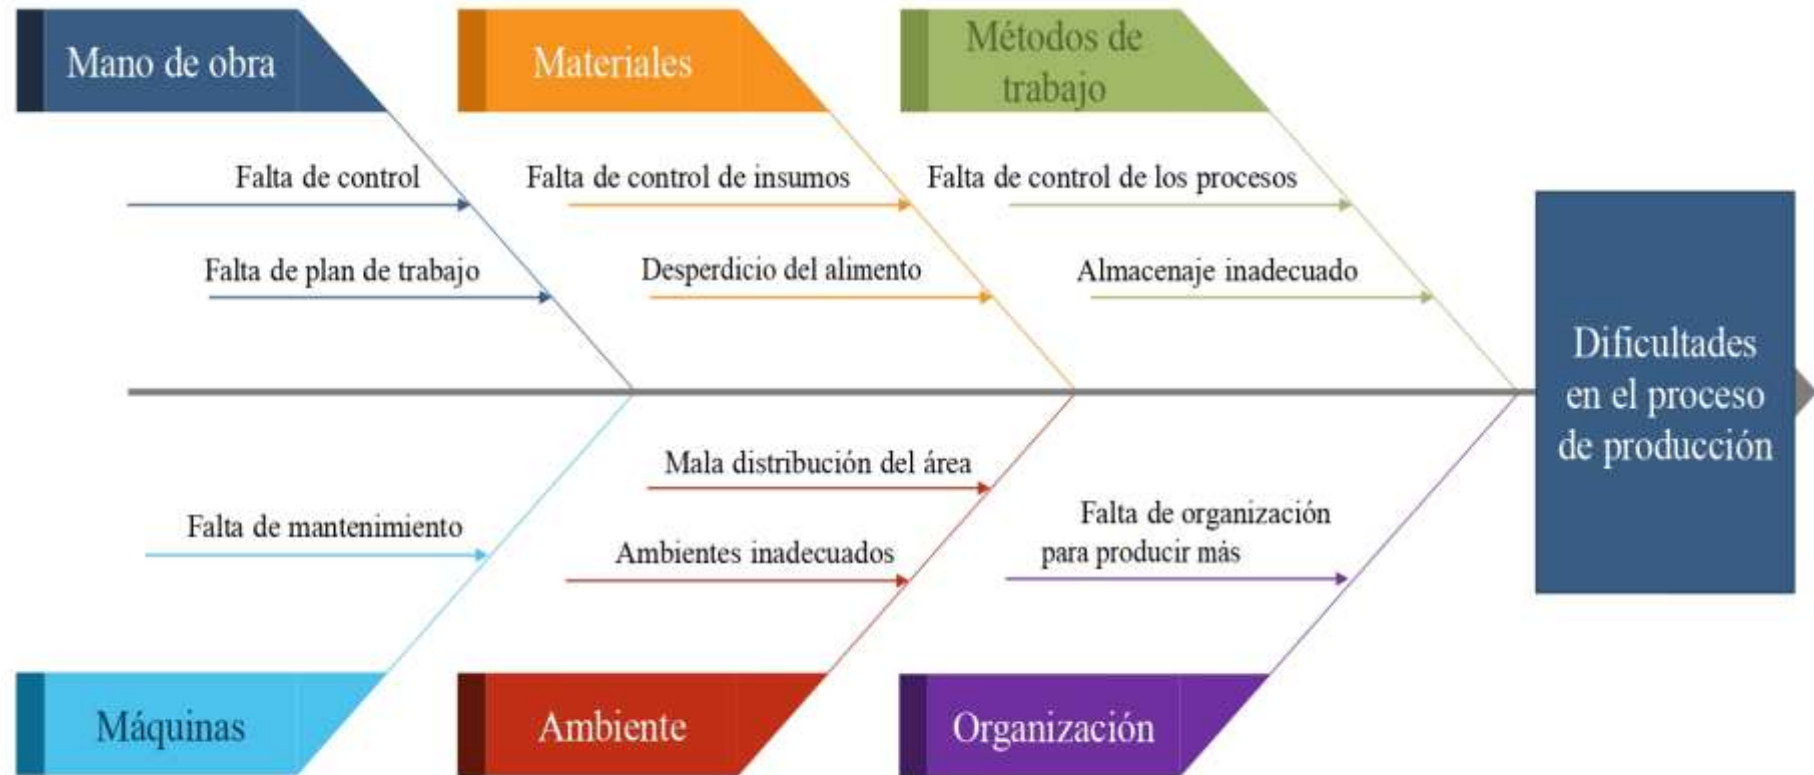 Mano de obra
Materiales
Métodos de
trabajo
Falta de control
Falta de control de insumos
Falta de control de los procesos
Falta de plan de trabajo
Desperdicio del alimento
Almacenaje inadecuado
Dificultades
en el proceso
de producción
Mala distribución del área
Falta de mantenimiento
Ambientes inadecuados
Falta de organización
para producir más
Máquinas
Ambiente
Organización